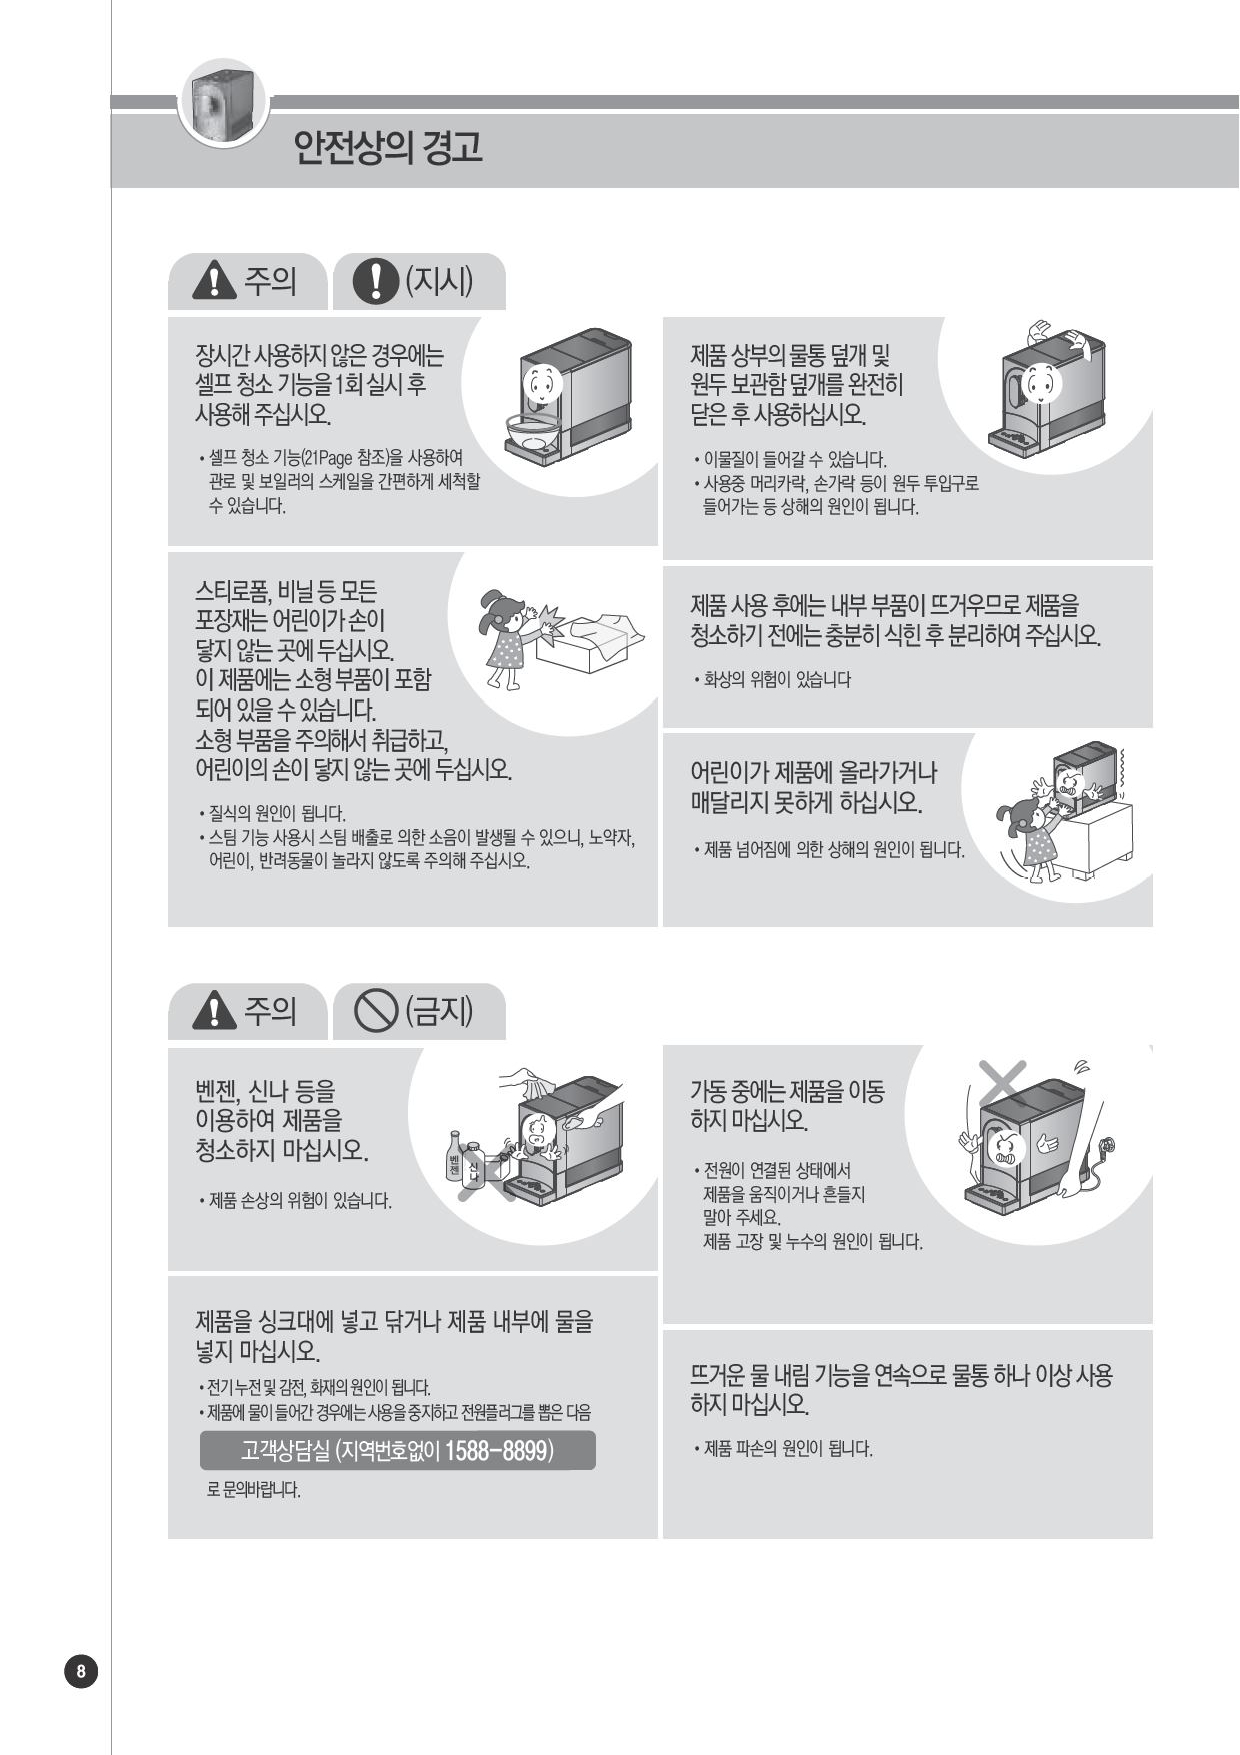 안전상의 경고
주의
(지시)
장시간 사용하지 않은 경우에는
셀프 청소 기능을 1회 실시 후
사용해 주십시오.
• 셀프 청소 기능(21Page 참조)을 사용하여
관로 및 보일러의 스케일을 간편하게 세척할
수 있습니다.
스티로폼, 비닐 등 모든
포장재는 어린이가 손이
닿지 않는 곳에 두십시오.
이 제품에는 소형 부품이 포함
되어 있을 수 있습니다.
소형 부품을 주의해서 취급하고,
어린이의 손이 닿지 않는 곳에 두십시오.
• 질식의 원인이 됩니다.
• 스팀 기능 사용시 스팀 배출로 의한 소음이 발생될 수 있으니, 노약자,
어린이, 반려동물이 놀라지 않도록 주의해 주십시오.
제품 상부의 물통 덮개 및
원두 보관함 덮개를 완전히
닫은 후 사용하십시오.
• 이물질이 들어갈 수 있습니다.
• 사용중 머리카락, 손가락 등이 원두 투입구로
들어가는 등 상해의 원인이 됩니다.
제품 사용 후에는 내부 부품이 뜨거우므로 제품을
청소하기 전에는 충분히 식힌 후 분리하여 주십시오.
• 화상의 위험이 있습니다
어린이가 제품에 올라가거나
매달리지 못하게 하십시오.
• 제품 넘어짐에 의한 상해의 원인이 됩니다.
주의
(금지)
벤젠, 신나 등을
이용하여 제품을
청소하지 마십시오.
• 제품 손상의 위험이 있습니다.
벤젠
신나
제품을 싱크대에 넣고 닦거나 제품 내부에 물을
넣지 마십시오.
• 전기 누전 및 감전, 화재의 원인이 됩니다.
• 제품에 물이 들어간 경우에는 사용을 중지하고 전원플러그를 뽑은 다음
고객상담실 (지역번호없이 1588-8899)
로 문의바랍니다.
가동 중에는 제품을 이동
하지 마십시오.
• 전원이 연결된 상태에서
제품을 움직이거나 흔들지
말아 주세요.
제품 고장 및 누수의 원인이 됩니다.
뜨거운 물 내림 기능을 연속으로 물통 하나 이상 사용
하지 마십시오.
• 제품 파손의 원인이 됩니다.
8